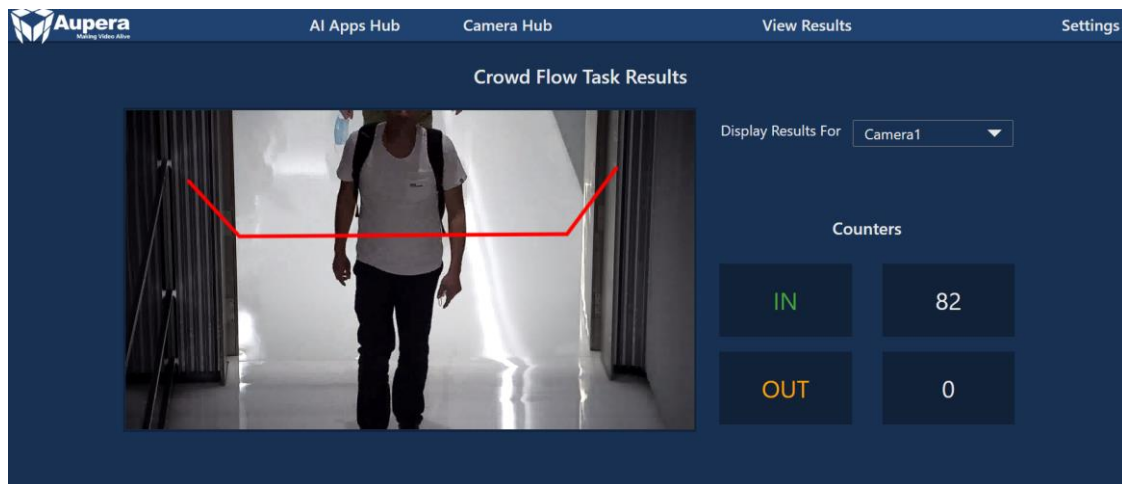 Aupera
Making Video Alive
AI Apps Hub
Camera Hub
View Results
Settings
Crowd Flow Task Results
Display Results For
Camera1
Counters
IN
82
OUT
0